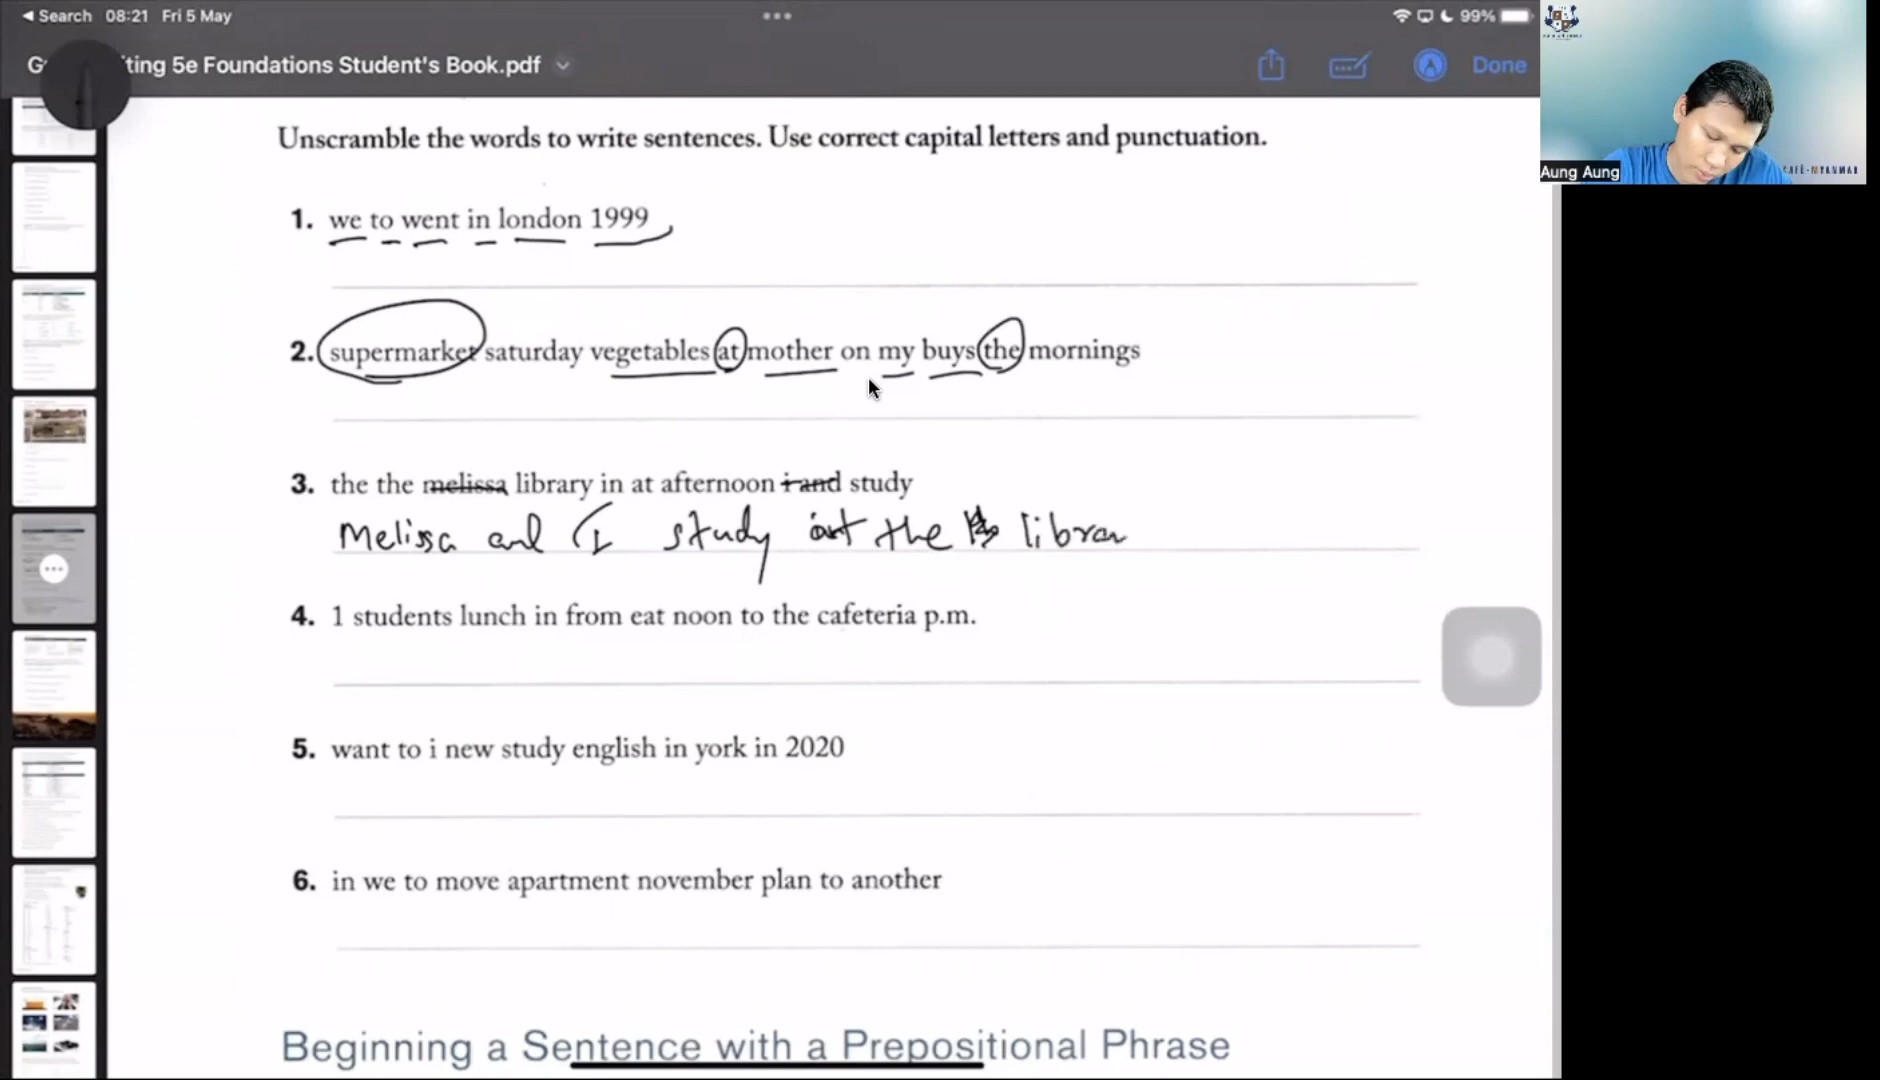 Search 08:21 Fri 5 May
99%
ting 5e Foundations Student's Book.pdf
Done
Aung Aung
CAFÉ-MYANMAR
Unscramble the words to write sentences. Use correct capital letters and punctuation.
1. we to went in london 1999
2. supermarket saturday vegetables at mother on my buys the mornings
3. the the melissa library in at afternoon i and study
Melissa and I study at the librar
4. 1 students lunch in from eat noon to the cafeteria p.m.
5. want to i new study english in york in 2020
6. in we to move apartment november plan to another
Beginning a Sentence with a Prepositional Phrase